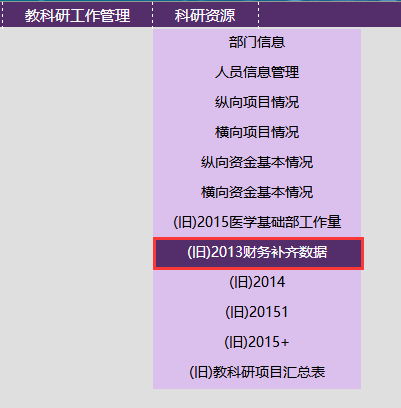 教科研工作管理 科研资源
部门信息
人员信息管理
纵向项目情况
横向项目情况
纵向资金基本情况
横向资金基本情况
(旧)2015医学基础部工作量
(旧)2013财务补齐数据
(旧)2014
(旧)20151
(旧)2015+
(旧)教科研项目汇总表